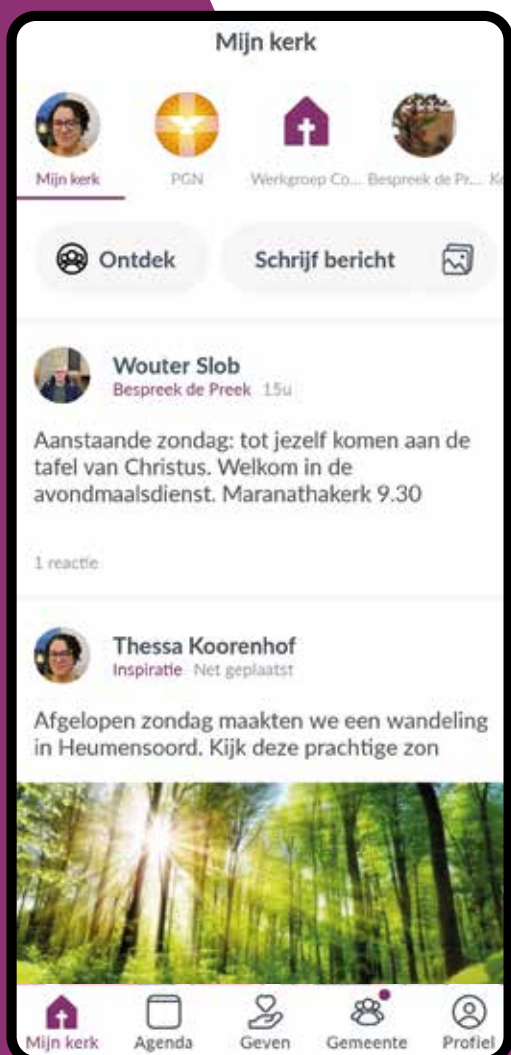 Mijn kerk
Mijn kerk
PGN
Werkgroep Co...
Bespreek de Pr...
Ontdek
Schrijf bericht
Wouter Slob
Bespreek de Preek 15u
Aanstaande zondag: tot jezelf komen aan de
tafel van Christus. Welkom in de
avondmaalsdienst. Maranathakerk 9.30
1 reactie
Thessa Koorenhof
Inspiratie Net geplaatst
Afgelopen zondag maakten we een wandeling
in Heumensoord. Kijk deze prachtige zon
Mijn kerk
Agenda
Geven
Gemeente
Profiel